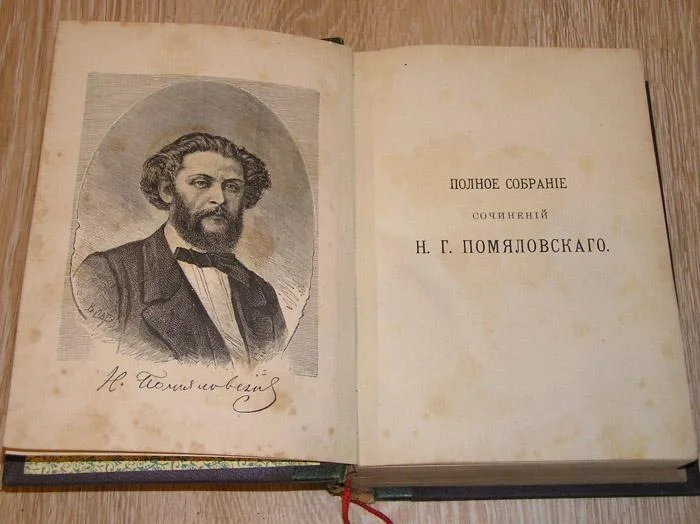 Н. Помяловскій
ПОЛНОЕ СОБРАНІЕ
СОЧИНЕНІЙ
Н. Г. ПОМЯЛОВСКАГО.